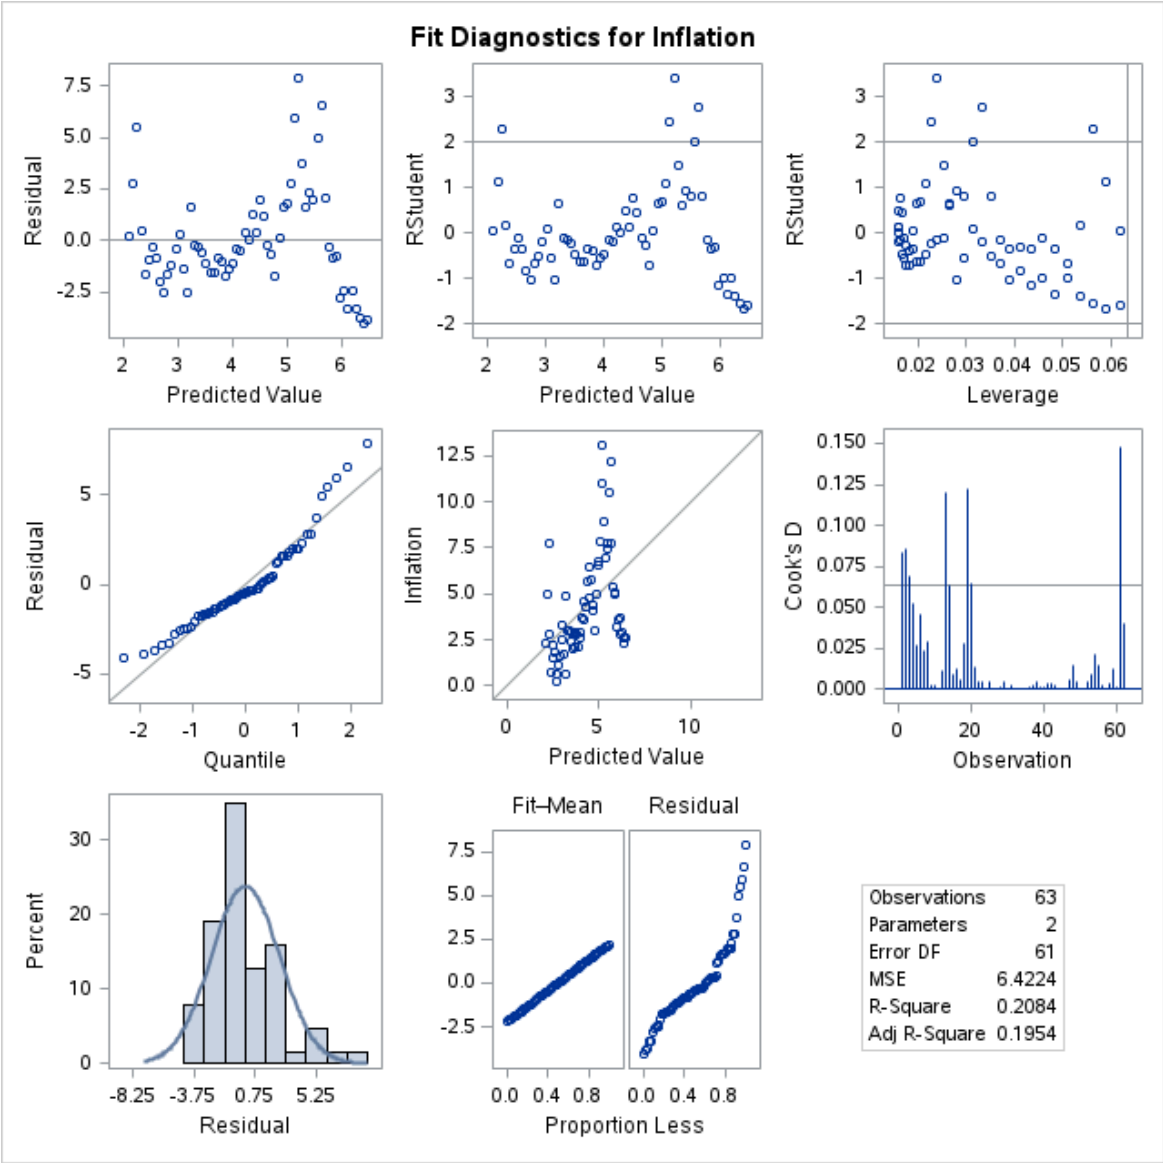 Fit Diagnostics for Inflation
Residual
7.5
5.0
2.5
0.0
-2.5
2 3 4 5 6
Predicted Value
RStudent
3
2
1
0
-1
-2
2 3 4 5 6
Predicted Value
RStudent
3
2
1
0
-1
-2
0.02 0.03 0.04 0.05 0.06
Leverage
Residual
5
0
-5
-2 -1 0 1 2
Quantile
Inflation
12.5
10.0
7.5
5.0
2.5
0.0
0 5 10
Predicted Value
Cook's D
0.150
0.125
0.100
0.075
0.050
0.025
0.000
0 20 40 60
Observation
Percent
30
20
10
0
-8.25 -3.75 0.75 5.25
Residual
Fit–Mean Residual
7.5
5.0
2.5
0.0
-2.5
0.0 0.4 0.8 0.0 0.4 0.8
Proportion Less
Observations 63
Parameters 2
Error DF 61
MSE 6.4224
R-Square 0.2084
Adj R-Square 0.1954